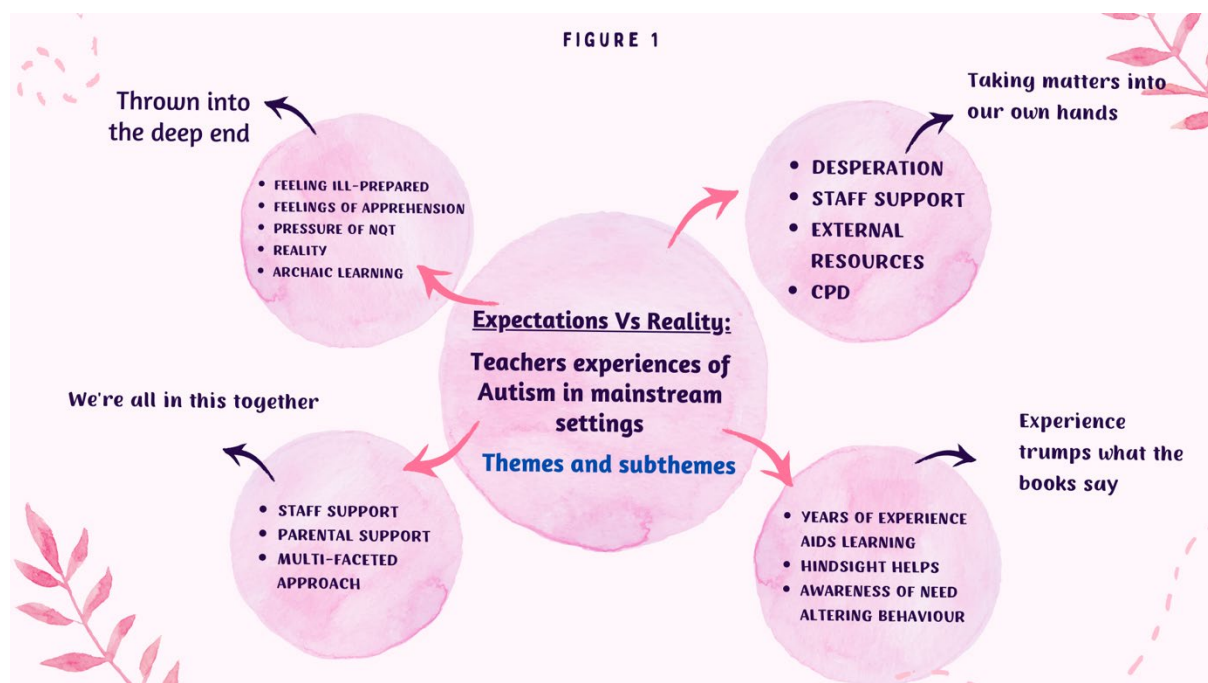 FIGURE 1
Thrown into
the deep end
• FEELING ILL-PREPARED
• FEELINGS OF APPREHENSION
• PRESSURE OF NQT
• REALITY
• ARCHAIC LEARNING
Taking matters into
our own hands
• DESPERATION
• STAFF SUPPORT
• EXTERNAL
RESOURCES
• CPD
Expectations Vs Reality:
Teachers experiences of
Autism in mainstream
settings
Themes and subthemes
We're all in this together
• STAFF SUPPORT
• PARENTAL SUPPORT
• MULTI-FACETED
APPROACH
Experience
trumps what the
books say
• YEARS OF EXPERIENCE
AIDS LEARNING
• HINDSIGHT HELPS
• AWARENESS OF NEED
ALTERING BEHAVIOUR